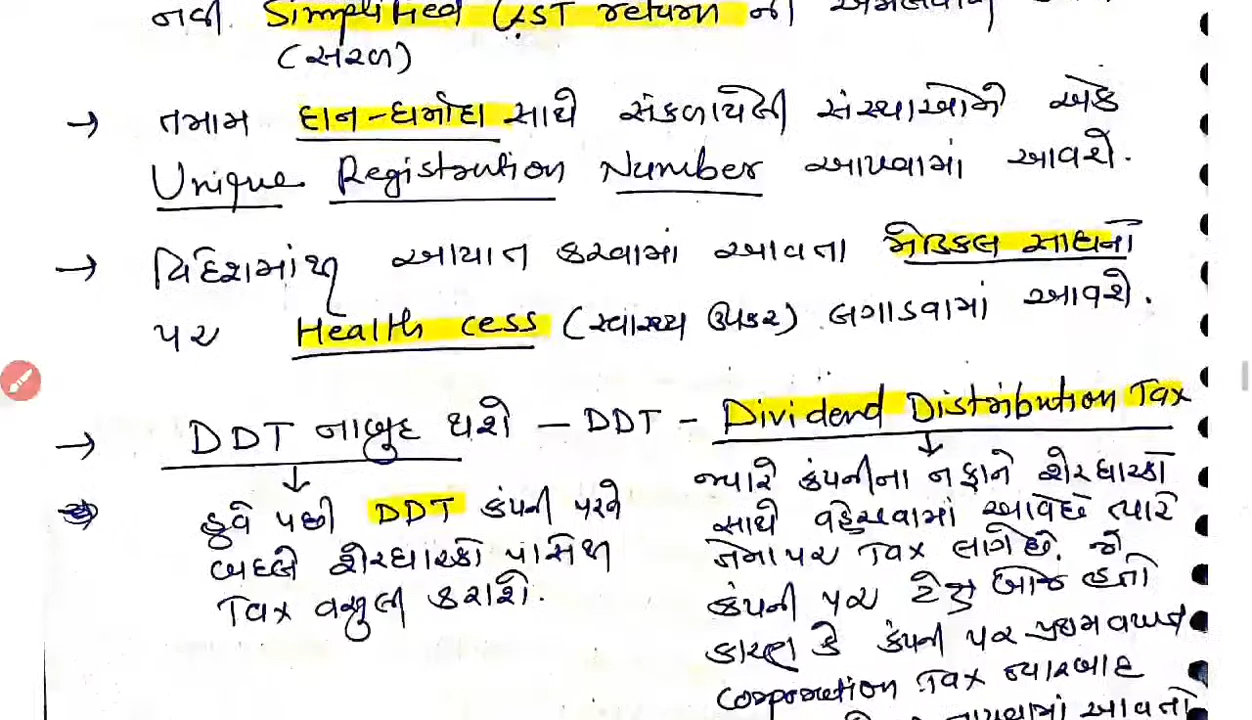 નવી Simplified GST return ની
(સરળ)
→ તમામ દાન-ધર્માદા સાથે સંકળાયેલી સંસ્થાઓને એક
Unique Registration Number આપવામાં આવશે.
→ વિદેશમાંથી આયાત કરવામાં આવતા મેડિકલ સાધનો
પર Health cess (સ્વાસ્થ્ય ઉપકર) લગાડવામાં આવશે.
→ DDT નાબુદ થશે – DDT - Dividend Distribution Tax
↓
હવે પછી DDT કંપની પરને
બદલે શેરધારકો પાસેથી
Tax વસુલી કરાશે.
↓
જ્યારે કંપનીના નફાને શેરધારકો
સાથે વહેંચવામાં આવેછે ત્યારે
તેમાપર Tax લાગેછે. જે
કંપની પર બોજ હતો
કારણ કે કંપની પર પ્રથમ
Corporation Tax ત્યારબાદ
આવતો